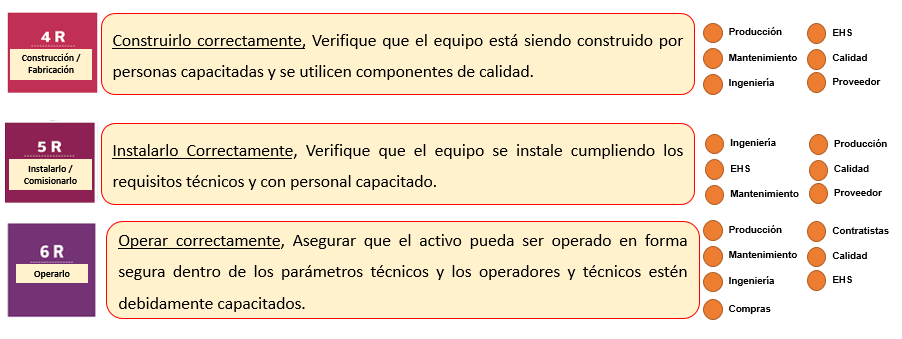 4 R
Construcción /
Fabricación
Construirlo correctamente, Verifique que el equipo está siendo construido por
personas capacitadas y se utilicen componentes de calidad.
Producción
Mantenimiento
Ingeniería
EHS
Calidad
Proveedor
5 R
Instalarlo /
Comisionarlo
Instalarlo Correctamente, Verifique que el equipo se instale cumpliendo los
requisitos técnicos y con personal capacitado.
Ingeniería
EHS
Mantenimiento
Producción
Calidad
Proveedor
6 R
Operarlo
Operar correctamente, Asegurar que el activo pueda ser operado en forma
segura dentro de los parámetros técnicos y los operadores y técnicos estén
debidamente capacitados.
Producción
Mantenimiento
Ingeniería
Compras
Contratistas
Calidad
EHS